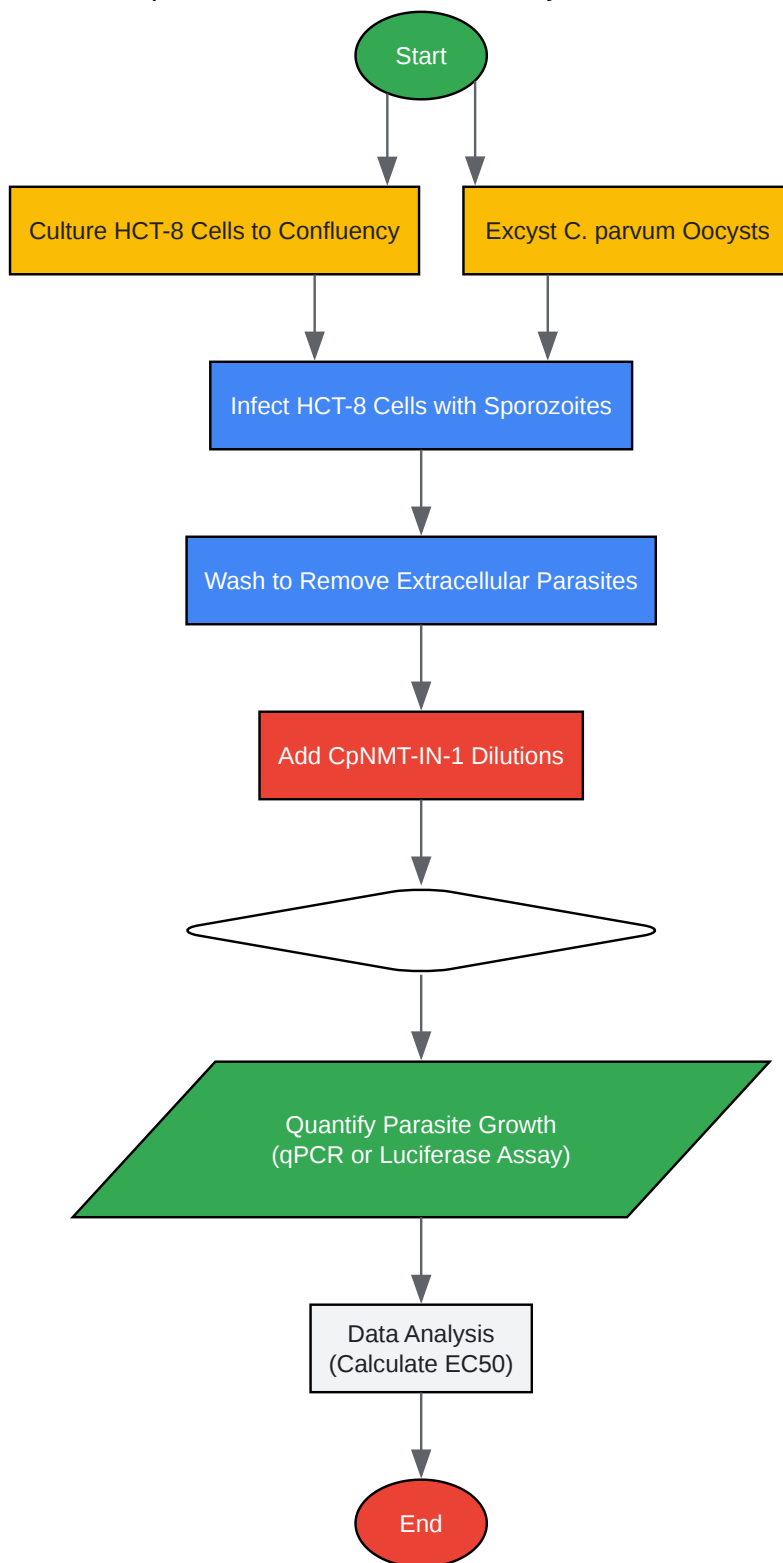 Start
Culture HCT-8 Cells to Confluency
Excyst C. parvum Oocysts
Infect HCT-8 Cells with Sporozoites
Wash to Remove Extracellular Parasites
Add CpNMT-IN-1 Dilutions
Quantify Parasite Growth
(qPCR or Luciferase Assay)
Data Analysis
(Calculate EC50)
End